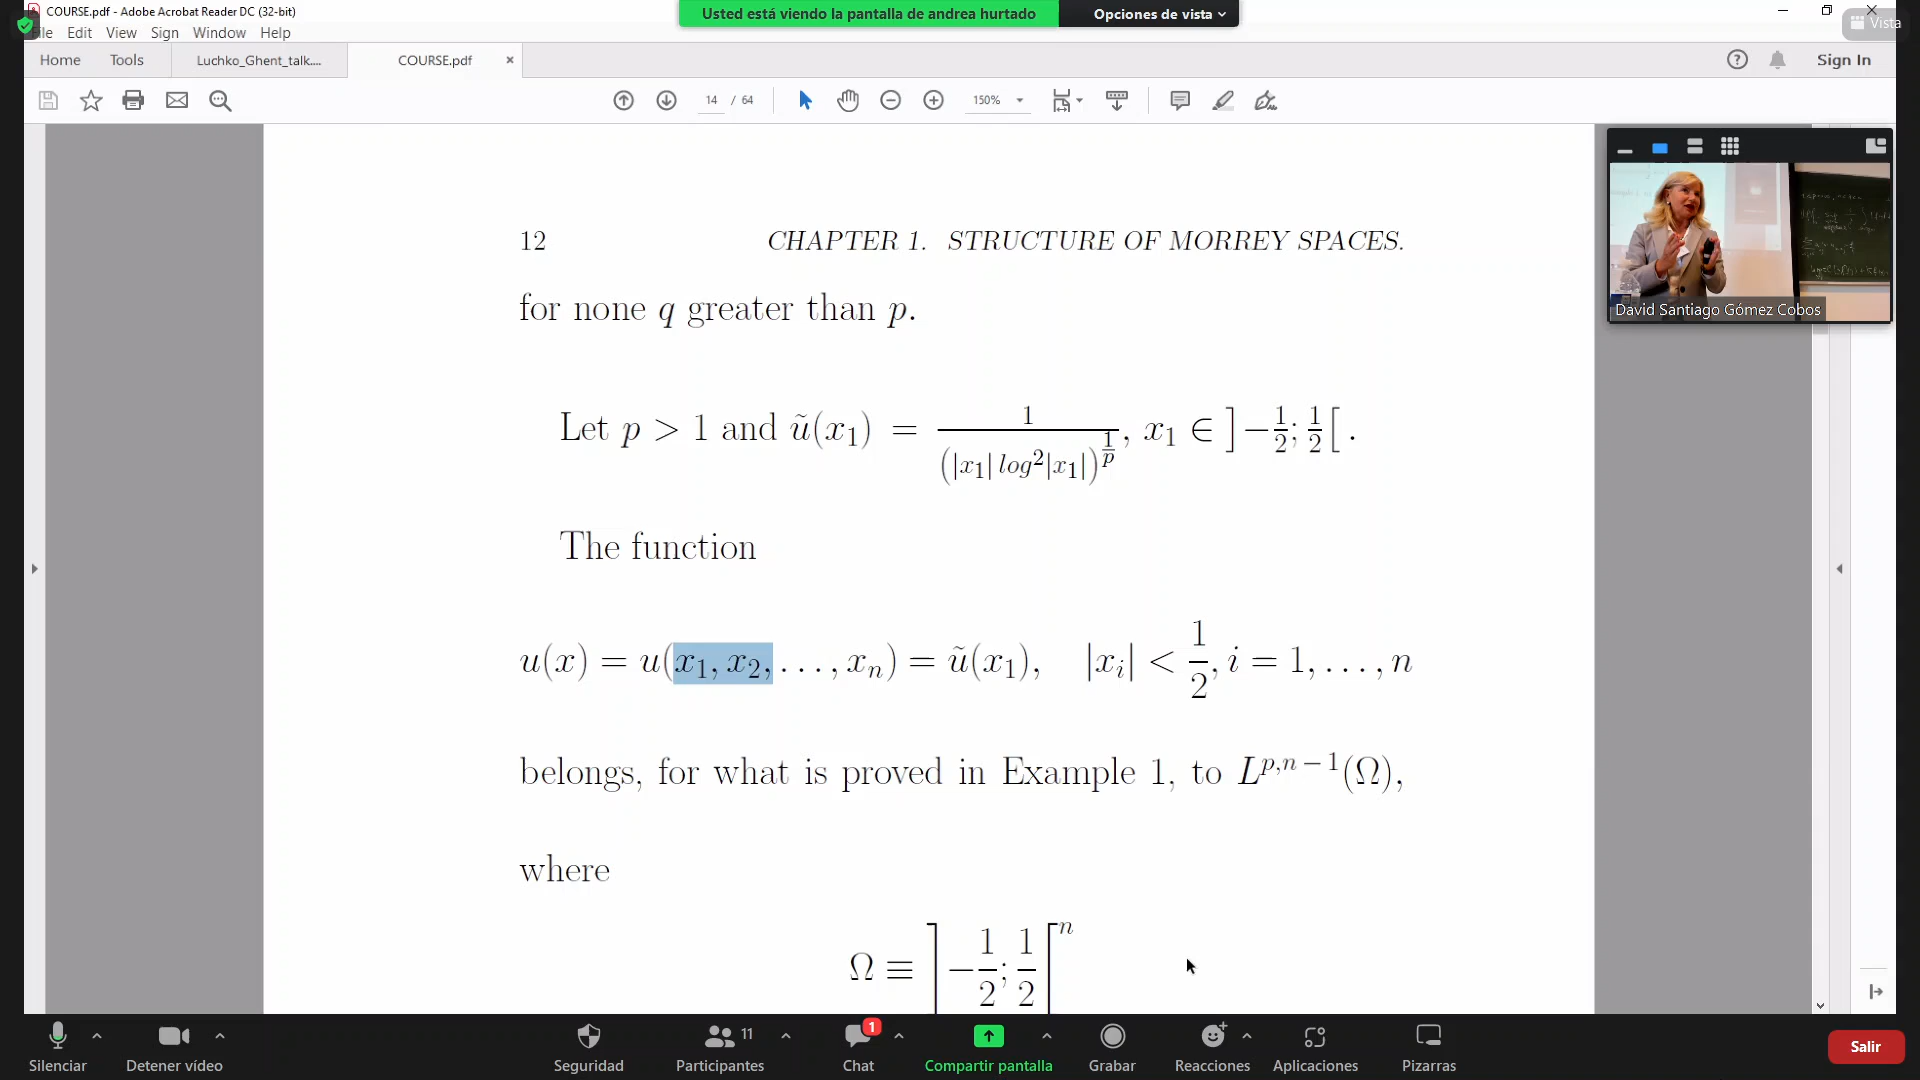 COURSE.pdf - Adobe Acrobat Reader DC (32-bit)
Usted está viendo la pantalla de andrea hurtado
Opciones de vista
Vista
File Edit View Sign Window Help
Home Tools Luchko_Ghent_talk.... COURSE.pdf × Sign In
14 / 64 150%
12 CHAPTER 1. STRUCTURE OF MORREY SPACES.
for none q greater than p.
Let p > 1 and ũ(x₁) = 1 / (|x₁| log²|x₁|)^{1/p}, x₁ ∈ ]−1/2; 1/2[ .
The function
u(x) = u(x₁, x₂, . . . , xₙ) = ũ(x₁), |xᵢ| < 1/2, i = 1, . . . , n
belongs, for what is proved in Example 1, to L^{p,n−1}(Ω),
where
Ω ≡ ]−1/2; 1/2[ⁿ
David Santiago Gómez Cobos
Silenciar Detener vídeo Seguridad Participantes 11 Chat 1 Compartir pantalla Grabar Reacciones Aplicaciones Pizarras Salir